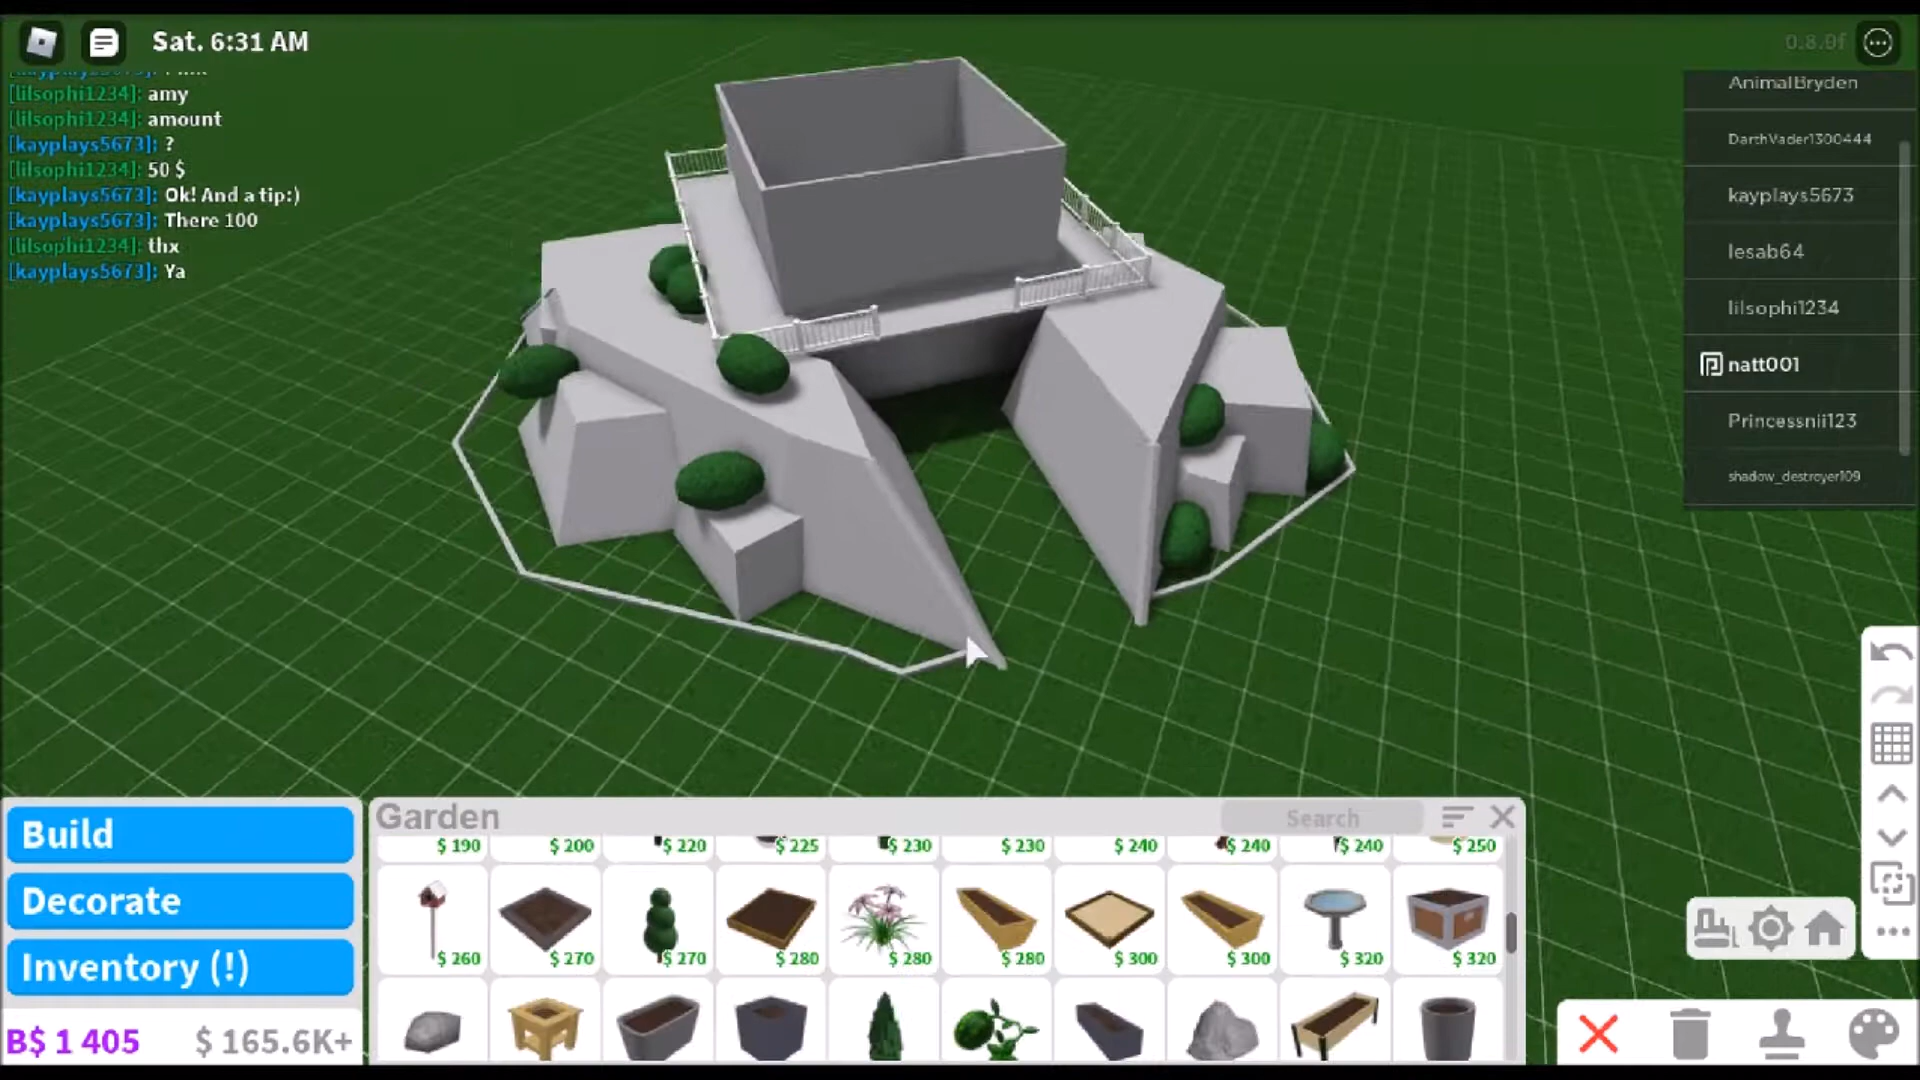 Sat. 6:31 AM
0.8.0f
[lilsophi1234]: amy
[lilsophi1234]: amount
[kayplays5673]: ?
[lilsophi1234]: 50 $
[kayplays5673]: Ok! And a tip:)
[kayplays5673]: There 100
[lilsophi1234]: thx
[kayplays5673]: Ya
AnimalBryden
DarthVader1300444
kayplays5673
lesab64
lilsophi1234
natt001
Princessnii123
shadow_destroyer109
Build
Decorate
Inventory (!)
B$ 1 405
$ 165.6K+
Garden
Search
$ 190 $ 200 $ 220 $ 225 $ 230 $ 230 $ 240 $ 240 $ 240 $ 250
$ 260 $ 270 $ 270 $ 280 $ 280 $ 280 $ 300 $ 300 $ 320 $ 320